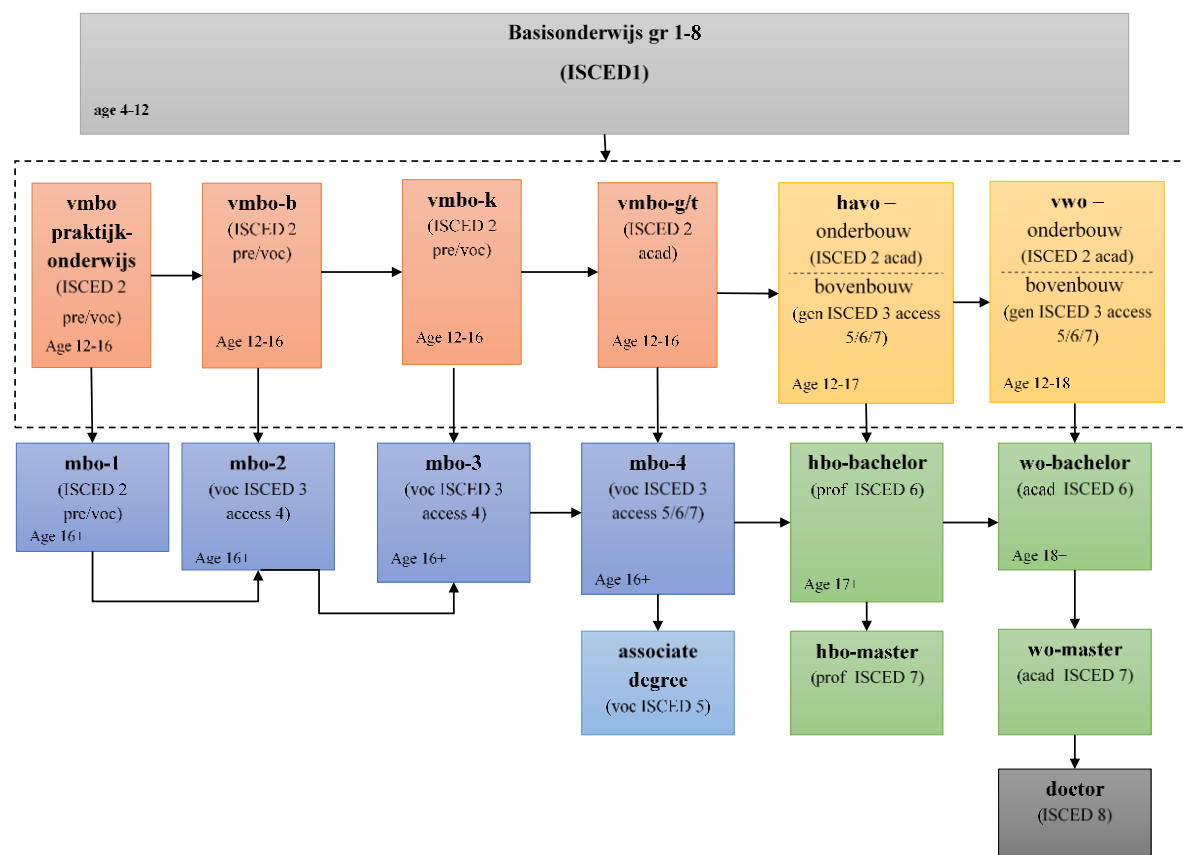 Basisonderwijs gr 1-8
(ISCED1)
age 4-12
vmbo
praktijk-
onderwijs
(ISCED 2
pre/voc)
Age 12-16
vmbo-b
(ISCED 2
pre/voc)
Age 12-16
vmbo-k
(ISCED 2
pre/voc)
Age 12-16
vmbo-g/t
(ISCED 2
acad)
Age 12-16
havo –
onderbouw
(ISCED 2 acad)
bovenbouw
(gen ISCED 3 access
5/6/7)
Age 12-17
vwo –
onderbouw
(ISCED 2 acad)
bovenbouw
(gen ISCED 3 access
5/6/7)
Age 12-18
mbo-1
(ISCED 2
pre/voc)
Age 16+
mbo-2
(voc ISCED 3
access 4)
Age 16+
mbo-3
(voc ISCED 3
access 4)
Age 16+
mbo-4
(voc ISCED 3
access 5/6/7)
Age 16+
hbo-bachelor
(prof ISCED 6)
Age 17+
wo-bachelor
(acad ISCED 6)
Age 18+
associate
degree
(voc ISCED 5)
hbo-master
(prof ISCED 7)
wo-master
(acad ISCED 7)
doctor
(ISCED 8)